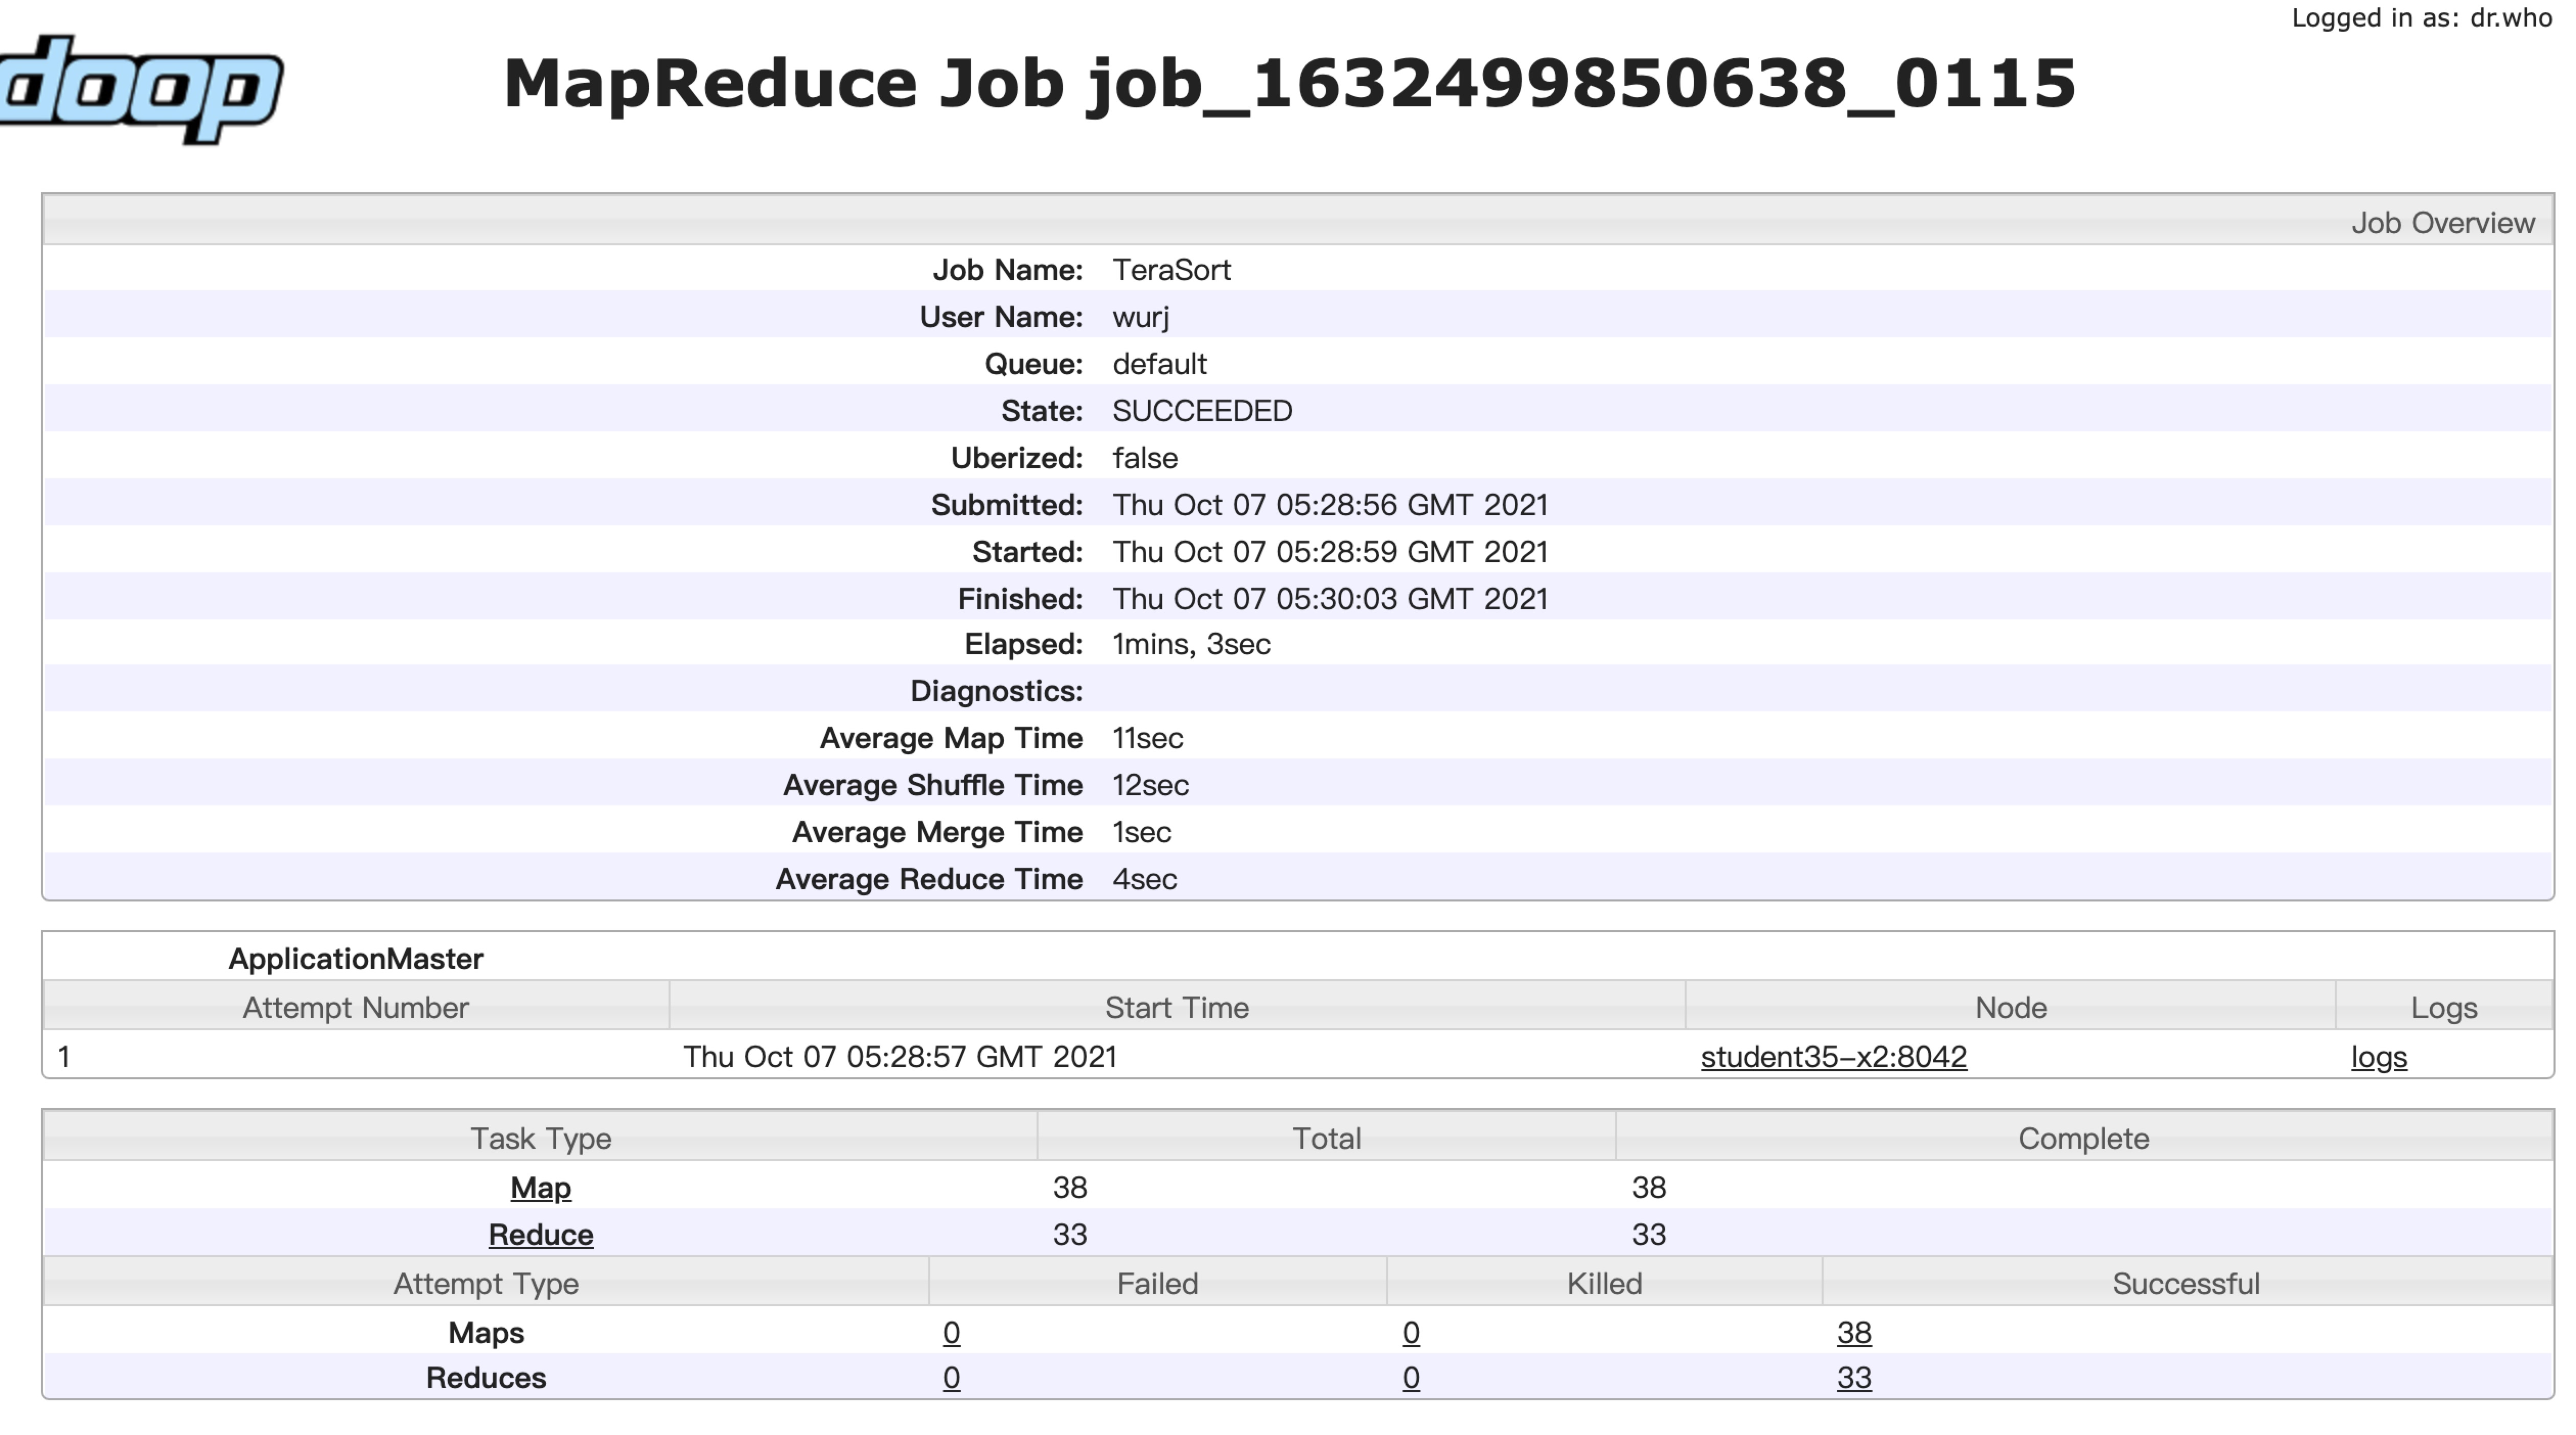 Logged in as: dr.who
doop
MapReduce Job job_1632499850638_0115
Job Overview
Job Name: TeraSort
User Name: wurj
Queue: default
State: SUCCEEDED
Uberized: false
Submitted: Thu Oct 07 05:28:56 GMT 2021
Started: Thu Oct 07 05:28:59 GMT 2021
Finished: Thu Oct 07 05:30:03 GMT 2021
Elapsed: 1mins, 3sec
Diagnostics:
Average Map Time 11sec
Average Shuffle Time 12sec
Average Merge Time 1sec
Average Reduce Time 4sec
ApplicationMaster
Attempt Number Start Time Node Logs
1 Thu Oct 07 05:28:57 GMT 2021 student35-x2:8042 logs
Task Type Total Complete
Map 38 38
Reduce 33 33
Attempt Type Failed Killed Successful
Maps 0 0 38
Reduces 0 0 33